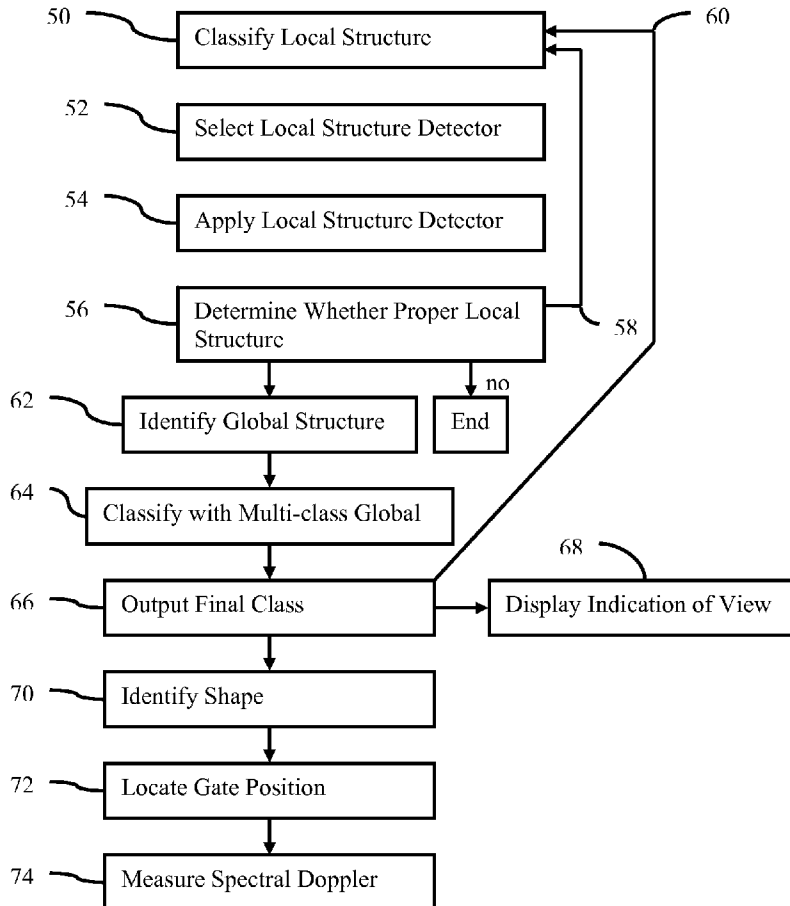 50
Classify Local Structure
60
52
Select Local Structure Detector
54
Apply Local Structure Detector
56
Determine Whether Proper Local
Structure
58
no
62
Identify Global Structure
End
64
Classify with Multi-class Global
68
66
Output Final Class
Display Indication of View
70
Identify Shape
72
Locate Gate Position
74
Measure Spectral Doppler